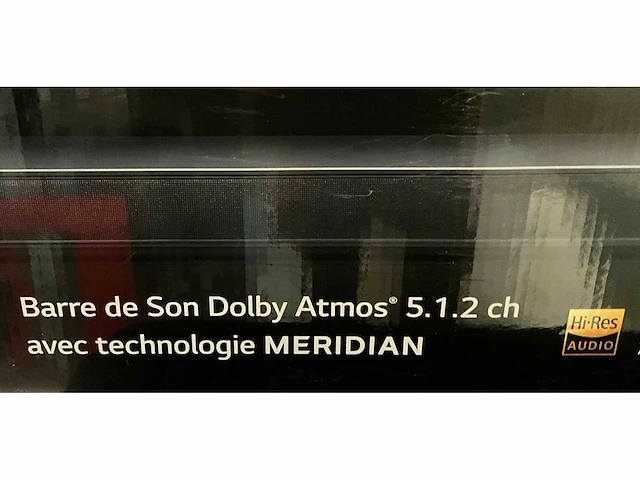 Barre de Son Dolby Atmos® 5.1.2 ch
avec technologie MERIDIAN
Hi-Res
AUDIO